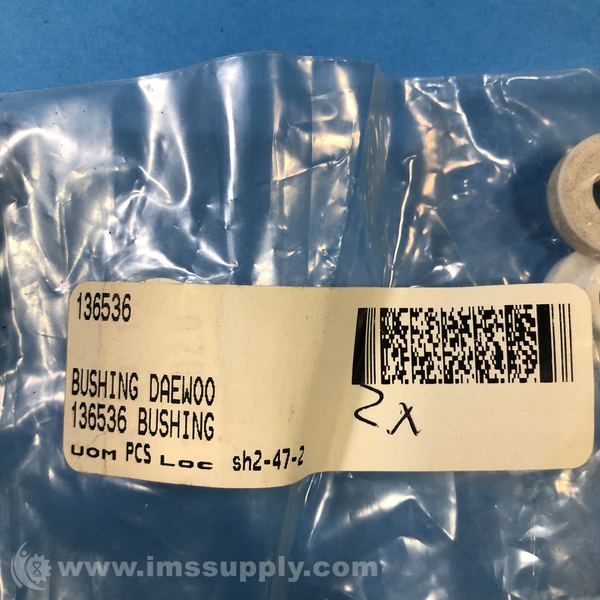 136536
BUSHING DAEWOO
136536 BUSHING
UOM PCS LOC sh2-47-2
2x
www.imssupply.com